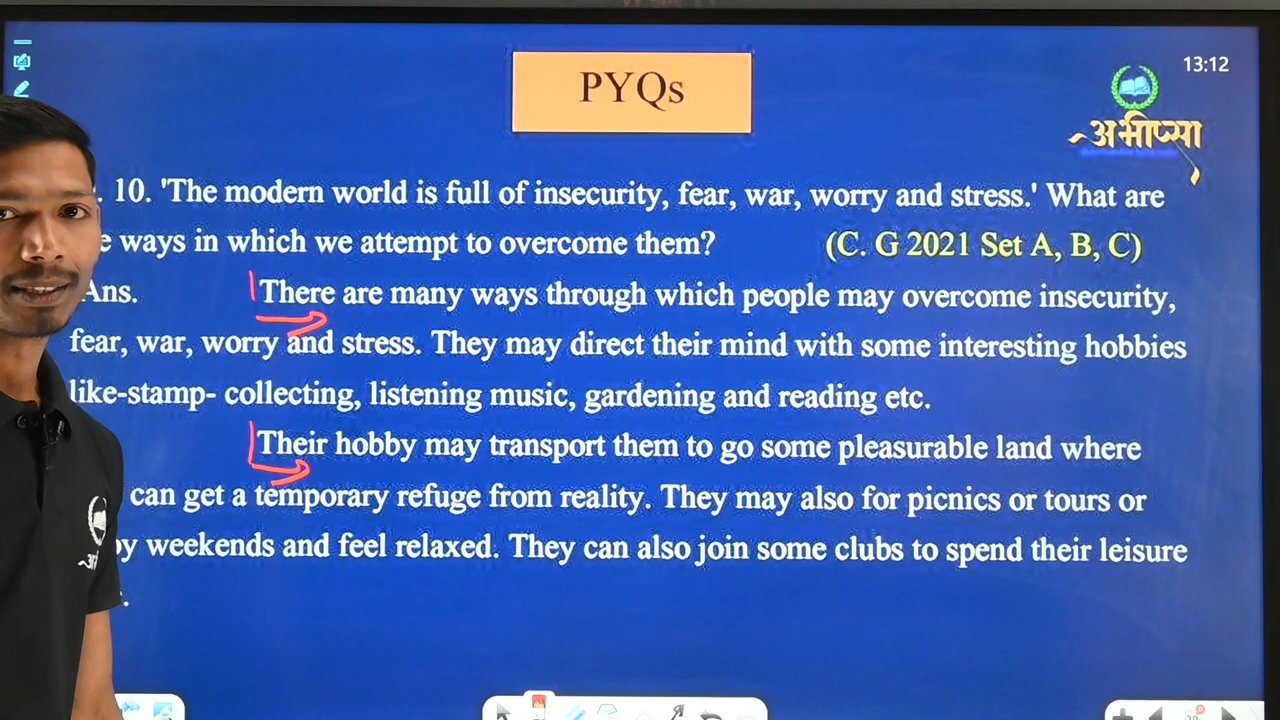 PYQs
13:12
अभीप्सा
. 10. 'The modern world is full of insecurity, fear, war, worry and stress.' What are
e ways in which we attempt to overcome them? (C. G 2021 Set A, B, C)
Ans. There are many ways through which people may overcome insecurity,
fear, war, worry and stress. They may direct their mind with some interesting hobbies
like-stamp- collecting, listening music, gardening and reading etc.
Their hobby may transport them to go some pleasurable land where
can get a temporary refuge from reality. They may also for picnics or tours or
weekends and feel relaxed. They can also join some clubs to spend their leisure